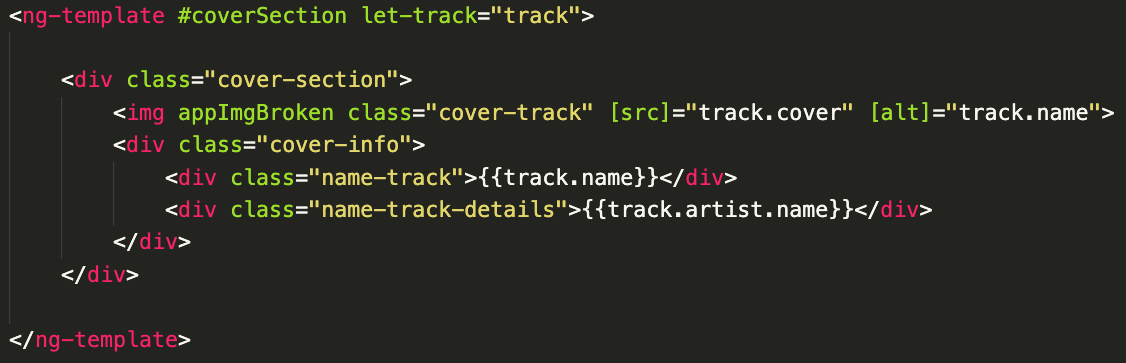 <ng-template #coverSection let-track="track">
<div class="cover-section">
<img appImgBroken class="cover-track" [src]="track.cover" [alt]="track.name">
<div class="cover-info">
<div class="name-track">{{track.name}}</div>
<div class="name-track-details">{{track.artist.name}}</div>
</div>
</div>
</ng-template>